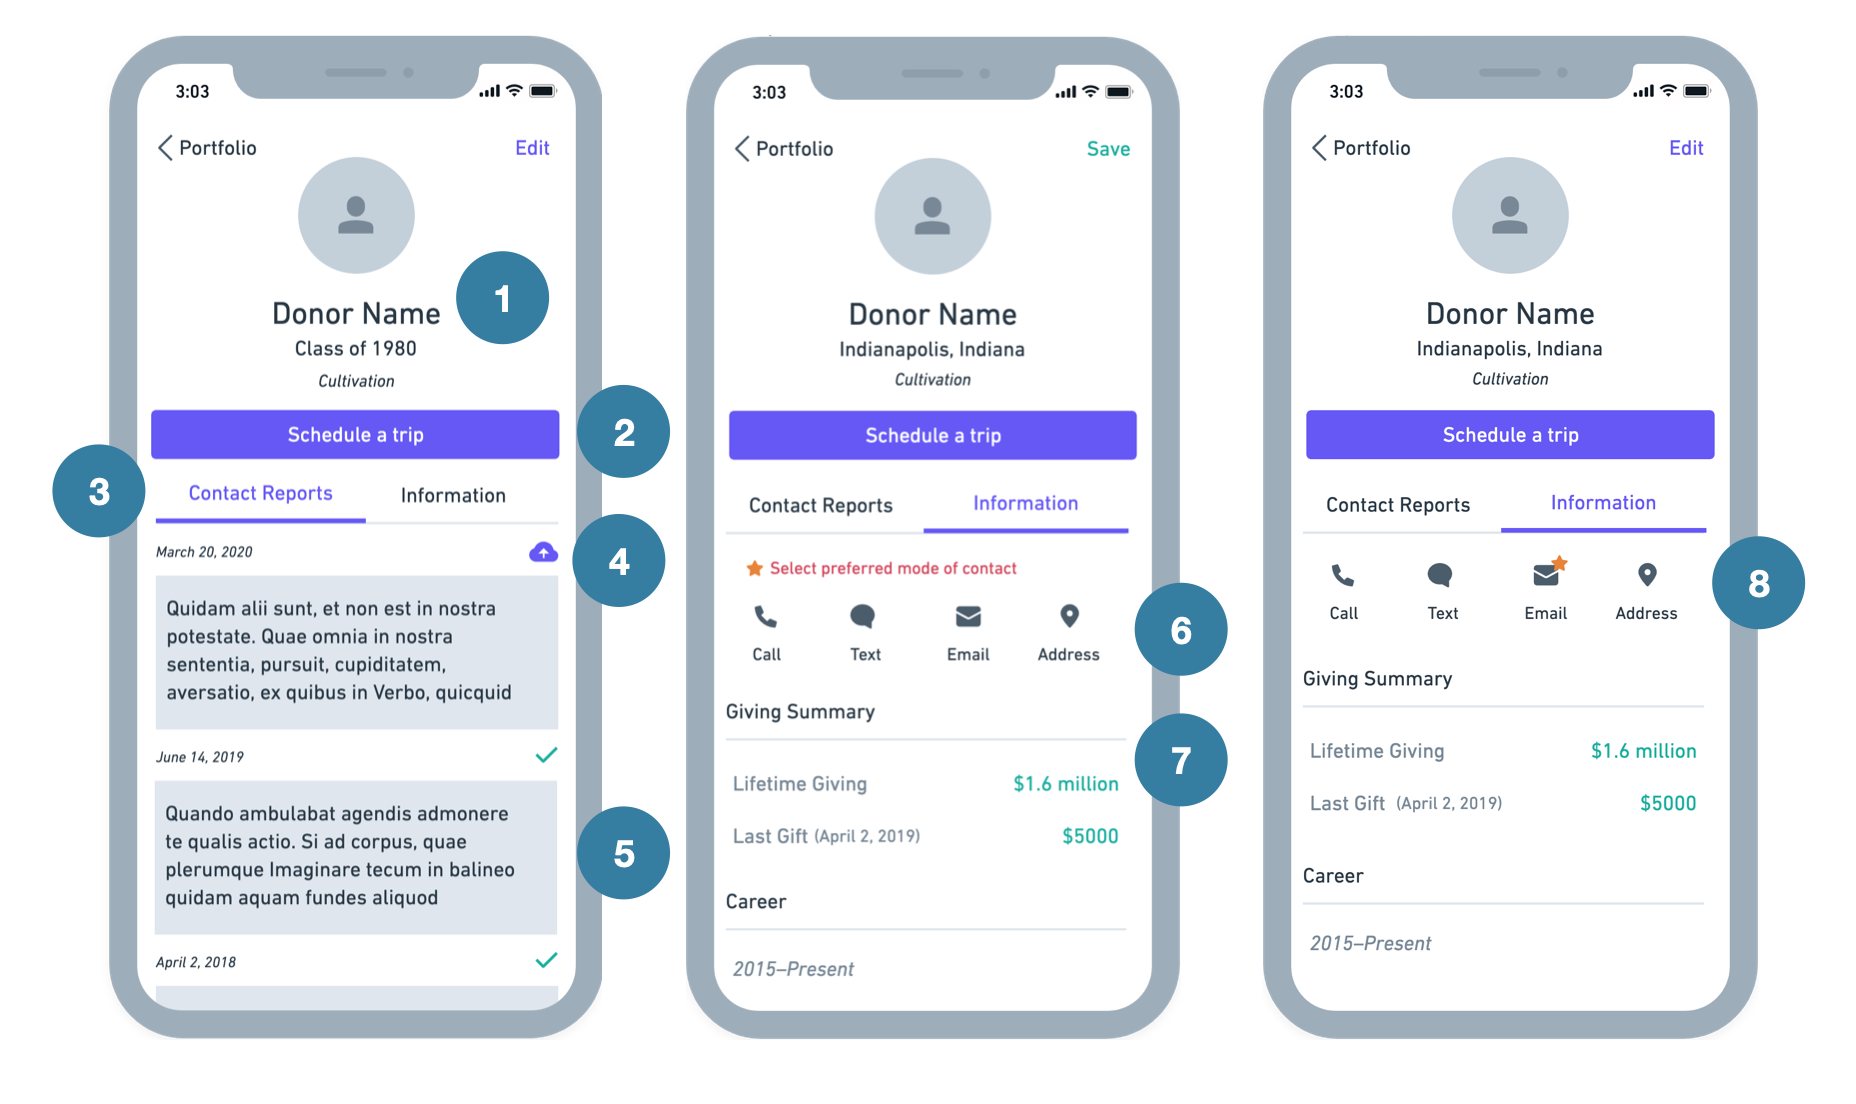 3:03
Portfolio
Edit
1
Donor Name
Class of 1980
Cultivation
Schedule a trip
2
3
Contact Reports
Information
March 20, 2020
4
Quidam alii sunt, et non est in nostra
potestate. Quae omnia in nostra
sententia, pursuit, cupiditatem,
aversatio, ex quibus in Verbo, quicquid
June 14, 2019
Quando ambulabat agendis admonere
te qualis actio. Si ad corpus, quae
plerumque Imaginare tecum in balineo
quidam aquam fundes aliquod
5
April 2, 2018
3:03
Portfolio
Save
Donor Name
Indianapolis, Indiana
Cultivation
Schedule a trip
Contact Reports
Information
Select preferred mode of contact
Call
Text
Email
Address
6
Giving Summary
7
Lifetime Giving
$1.6 million
Last Gift (April 2, 2019)
$5000
Career
2015–Present
3:03
Portfolio
Edit
Donor Name
Indianapolis, Indiana
Cultivation
Schedule a trip
Contact Reports
Information
Call
Text
Email
Address
8
Giving Summary
Lifetime Giving
$1.6 million
Last Gift (April 2, 2019)
$5000
Career
2015–Present